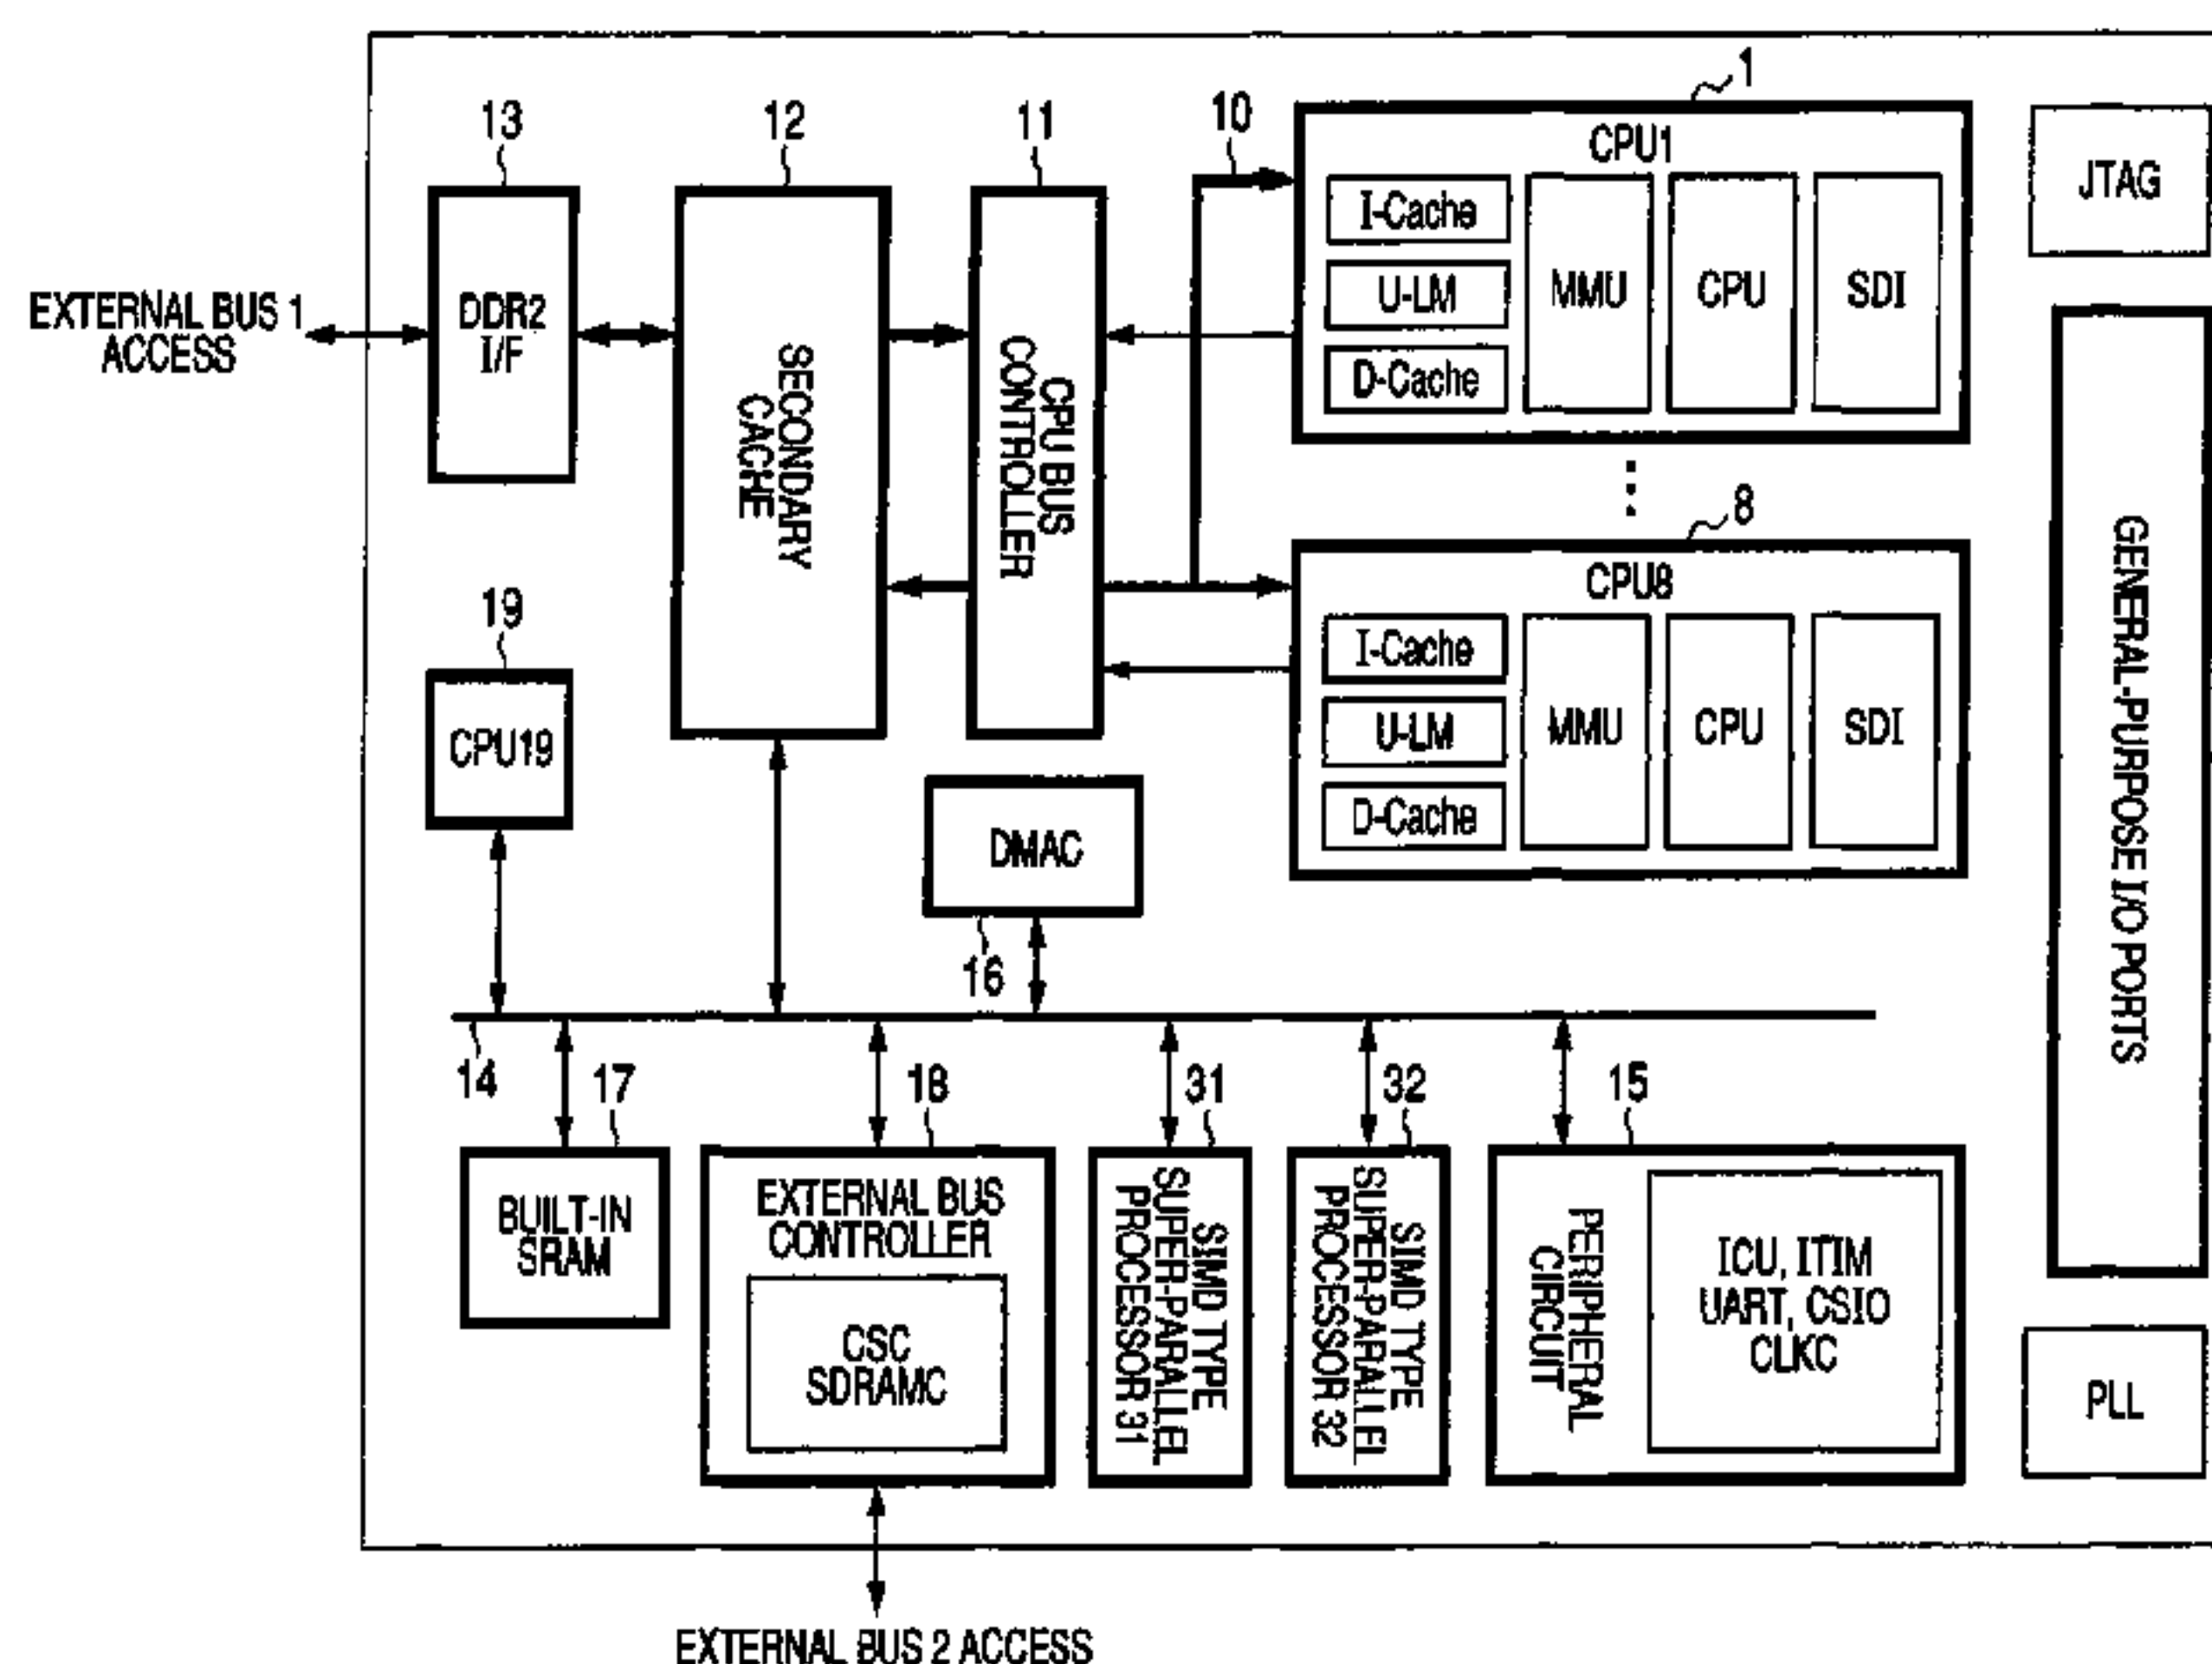 1
13
12
11
10
CPU1
I-Cache
U-LM
D-Cache
MMU
CPU
SDI
JTAG
EXTERNAL BUS 1
ACCESS
DDR2
I/F
SECONDARY
CACHE
CPU BUS
CONTROLLER
8
CPU8
I-Cache
U-LM
D-Cache
MMU
CPU
SDI
GENERAL-PURPOSE I/O PORTS
19
CPU19
DMAC
16
14
17
18
31
32
15
BUILT-IN
SRAM
EXTERNAL BUS
CONTROLLER
CSC
SDRAMC
SIMD TYPE
SUPER-PARALLEL
PROCESSOR 31
SIMD TYPE
SUPER-PARALLEL
PROCESSOR 32
PERIPHERAL
CIRCUIT
ICU, ITIM
UART, CSIO
CLKC
PLL
EXTERNAL BUS 2 ACCESS